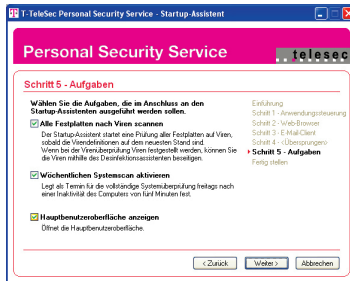 T-TeleSec Personal Security Service - Startup-Assistent
Personal Security Service
telesec
Schritt 5 - Aufgaben
Wählen Sie die Aufgaben, die im Anschluss an den
Startup-Assistenten ausgeführt werden sollen.
Alle Festplatten nach Viren scannen
Der Startup-Assistent startet eine Prüfung aller Festplatten auf Viren,
sobald die Virendefinitionen auf dem neuesten Stand sind.
Wenn bei der Virenüberprüfung Viren festgestellt werden, können Sie
die Viren mithilfe des Desinfektionsassistenten beseitigen.
Wöchentlichen Systemscan aktivieren
Legt als Termin für die vollständige Systemüberprüfung freitags nach
einer Inaktivität des Computers von fünf Minuten fest.
Hauptbenutzeroberfläche anzeigen
Öffnet die Hauptbenutzeroberfläche.
Einführung
Schritt 1 - Anwendungssteuerung
Schritt 2 - Web-Browser
Schritt 3 - E-Mail-Client
Schritt 4 - <Übersprungen>
Schritt 5 - Aufgaben
Fertig stellen
< Zurück
Weiter >
Abbrechen